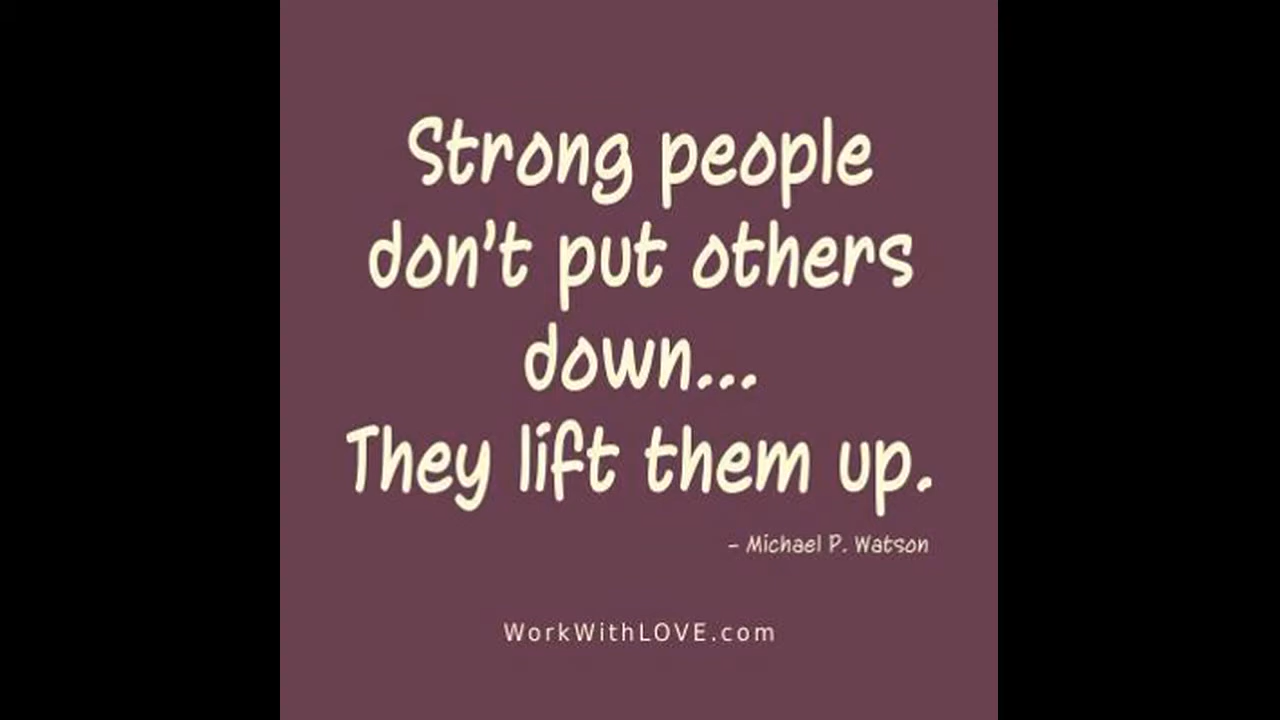 Strong people
don't put others
down...
They lift them up.
- Michael P. Watson
WorkWithLOVE.com